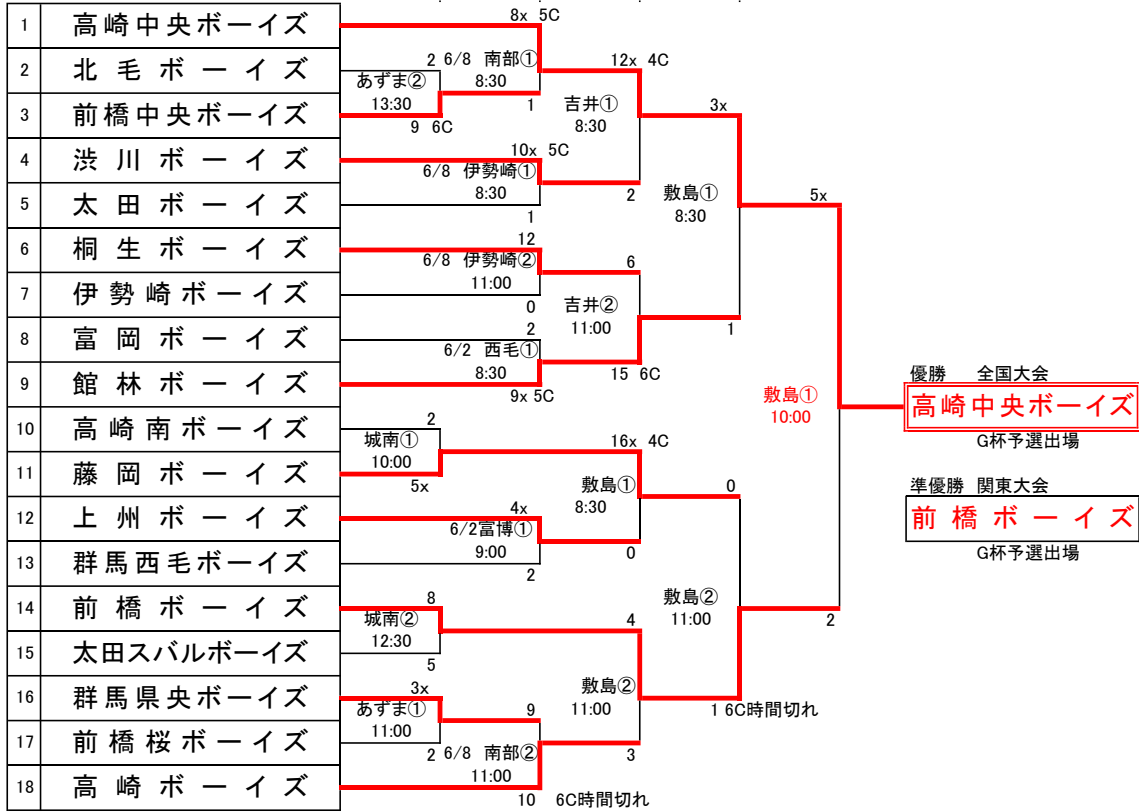 1 高崎中央ボーイズ
2 北毛ボーイズ
3 前橋中央ボーイズ
4 渋川ボーイズ
5 太田ボーイズ
6 桐生ボーイズ
7 伊勢崎ボーイズ
8 富岡ボーイズ
9 館林ボーイズ
10 高崎南ボーイズ
11 藤岡ボーイズ
12 上州ボーイズ
13 群馬西毛ボーイズ
14 前橋ボーイズ
15 太田スバルボーイズ
16 群馬県央ボーイズ
17 前橋桜ボーイズ
18 高崎ボーイズ
2
あずま②
13:30
9 6C
2
城南①
10:00
5x
8
城南②
12:30
5
3x
あずま①
11:00
2
8x 5C
6/8 南部①
8:30
1
10x 5C
6/8 伊勢崎①
8:30
1
12
6/8 伊勢崎②
11:00
0
2
6/2 西毛①
8:30
9x 5C
4x
6/2富博①
9:00
2
9
6/8 南部②
11:00
10 6C時間切れ
12x 4C
吉井①
8:30
2
6
吉井②
11:00
15 6C
16x 4C
敷島①
8:30
0
4
敷島②
11:00
3
3x
敷島①
8:30
1
0
敷島②
11:00
1 6C時間切れ
5x
敷島①
10:00
2
優勝 全国大会
高崎中央ボーイズ
G杯予選出場
準優勝 関東大会
前橋ボーイズ
G杯予選出場